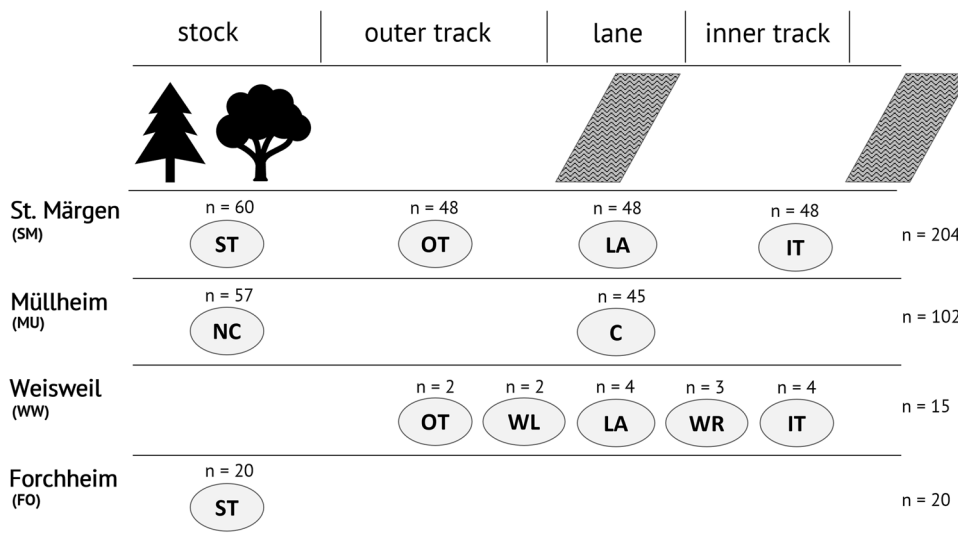 stock outer track lane inner track
St. Märgen
(SM)
n = 60 n = 48 n = 48 n = 48
ST OT LA IT
n = 204
Müllheim
(MU)
n = 57 n = 45
NC C
n = 102
Weisweil
(WW)
n = 2 n = 2 n = 4 n = 3 n = 4
OT WL LA WR IT
n = 15
Forchheim
(FO)
n = 20
ST
n = 20